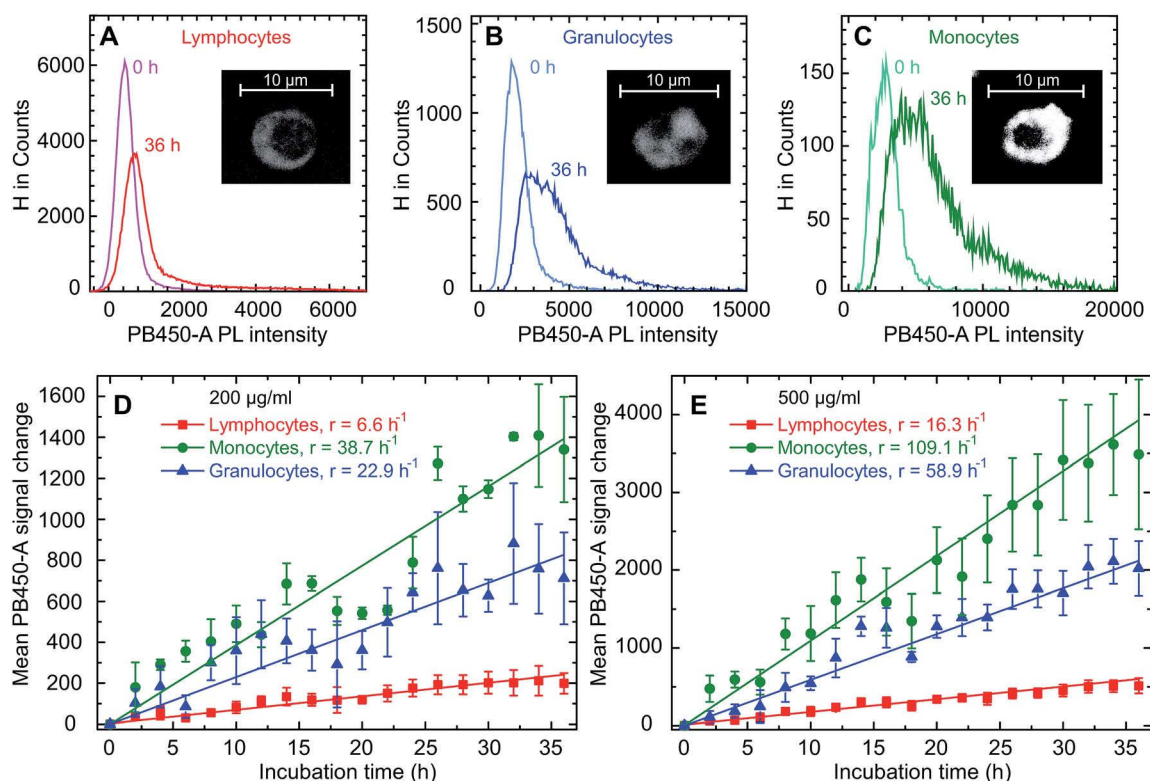 A
Lymphocytes
0 h
36 h
10 µm
H in Counts
6000
4000
2000
0
0
2000
4000
6000
PB450-A PL intensity
B
Granulocytes
0 h
36 h
10 µm
H in Counts
1500
1200
900
600
300
0
0
5000
10000
15000
PB450-A PL intensity
C
Monocytes
0 h
36 h
10 µm
H in Counts
150
100
50
0
0
10000
20000
PB450-A PL intensity
D
200 µg/ml
Lymphocytes, r = 6.6 h⁻¹
Monocytes, r = 38.7 h⁻¹
Granulocytes, r = 22.9 h⁻¹
Mean PB450-A signal change
1600
1400
1200
1000
800
600
400
200
0
0
5
10
15
20
25
30
35
Incubation time (h)
E
500 µg/ml
Lymphocytes, r = 16.3 h⁻¹
Monocytes, r = 109.1 h⁻¹
Granulocytes, r = 58.9 h⁻¹
Mean PB450-A signal change
4000
3000
2000
1000
0
0
5
10
15
20
25
30
35
Incubation time (h)